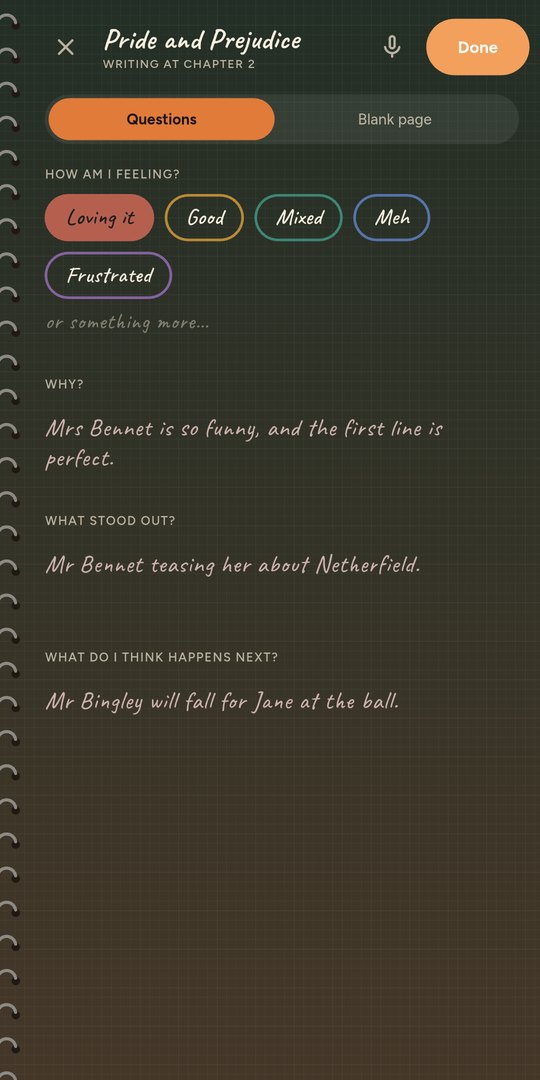 Pride and Prejudice
WRITING AT CHAPTER 2
Done
Questions
Blank page
HOW AM I FEELING?
Loving it
Good
Mixed
Meh
Frustrated
or something more...
WHY?
Mrs Bennet is so funny, and the first line is
perfect.
WHAT STOOD OUT?
Mr Bennet teasing her about Netherfield.
WHAT DO I THINK HAPPENS NEXT?
Mr Bingley will fall for Jane at the ball.